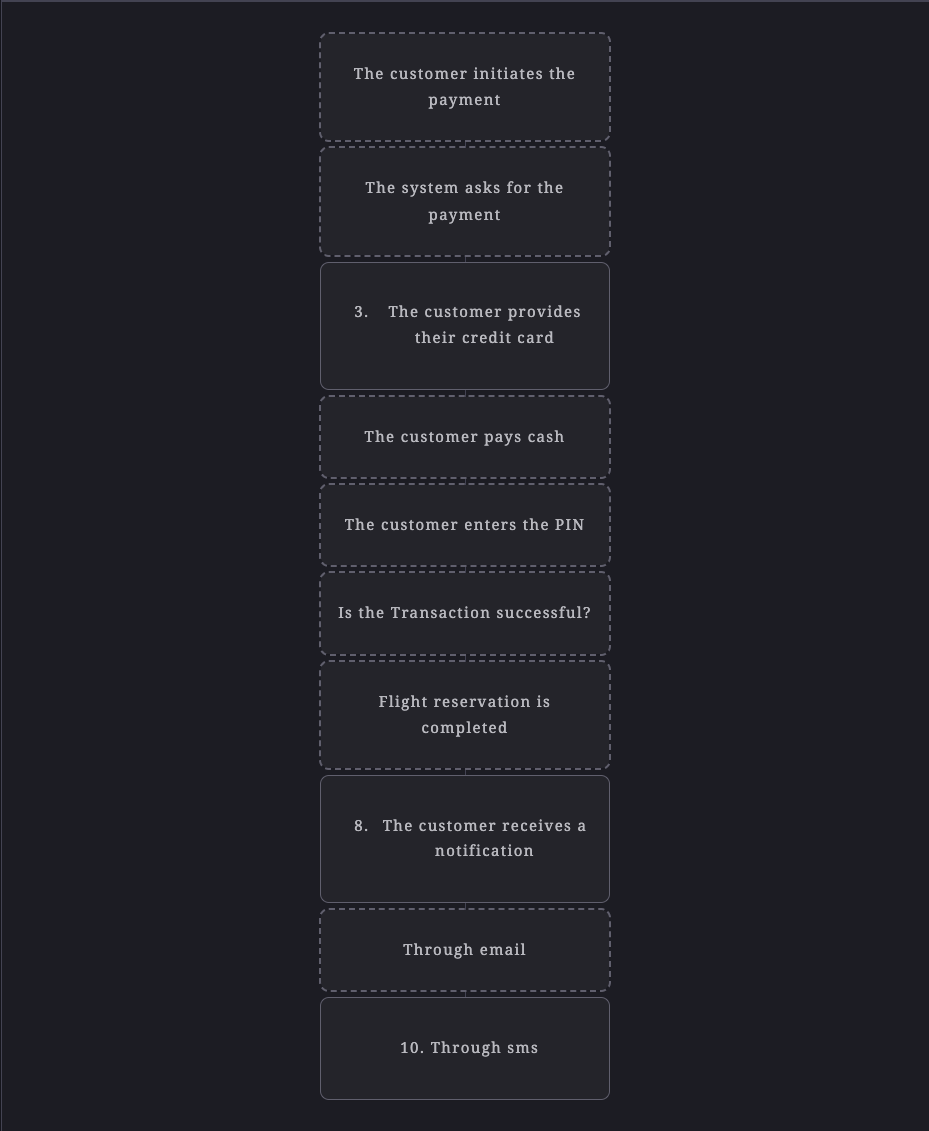 The customer initiates the
payment
The system asks for the
payment
3. The customer provides
their credit card
The customer pays cash
The customer enters the PIN
Is the Transaction successful?
Flight reservation is
completed
8. The customer receives a
notification
Through email
10. Through sms